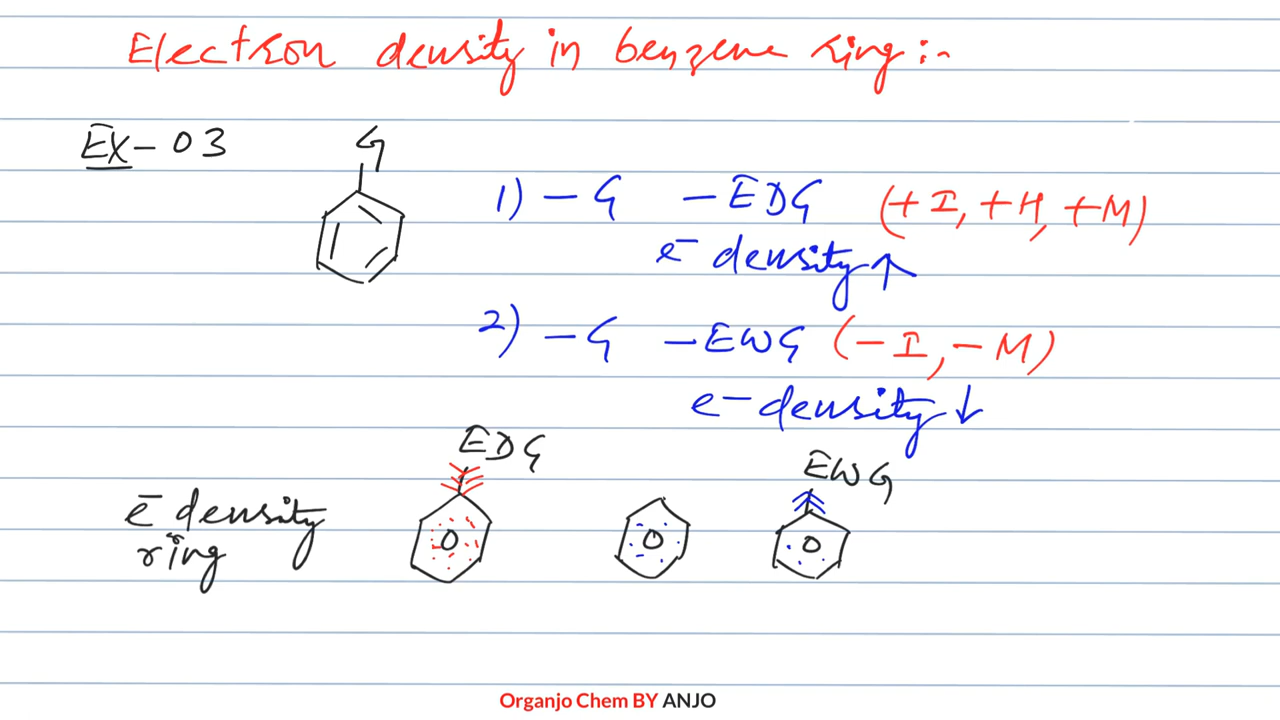 Electron density in benzene ring :-
Ex - 03
G
1) - G - EDG (+I, +H, +M)
e- density ↑
2) - G - EWG (-I, -M)
e- density ↓
EDG
EWG
e- density
ring
Organjo Chem BY ANJO